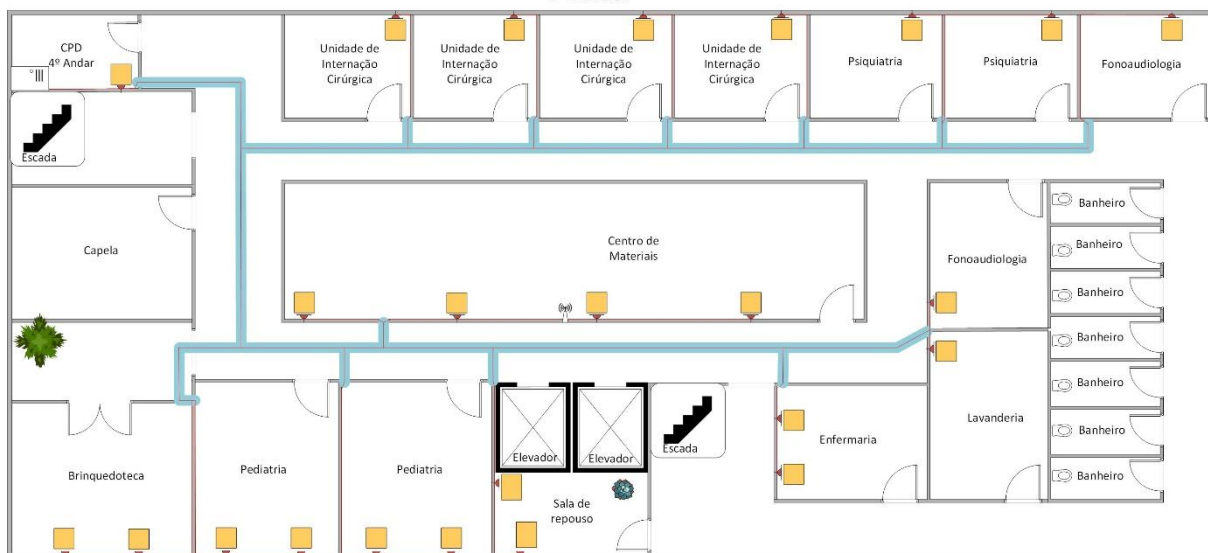 CPD
4º Andar
Unidade de
Internação
Cirúrgica
Unidade de
Internação
Cirúrgica
Unidade de
Internação
Cirúrgica
Unidade de
Internação
Cirúrgica
Psiquiatria
Psiquiatria
Fonoaudiologia
Escada
Capela
Centro de
Materiais
Fonoaudiologia
Banheiro
Banheiro
Banheiro
Banheiro
Banheiro
Banheiro
Banheiro
Brinquedoteca
Pediatria
Pediatria
Elevador
Elevador
Escada
Sala de
repouso
Enfermaria
Lavanderia